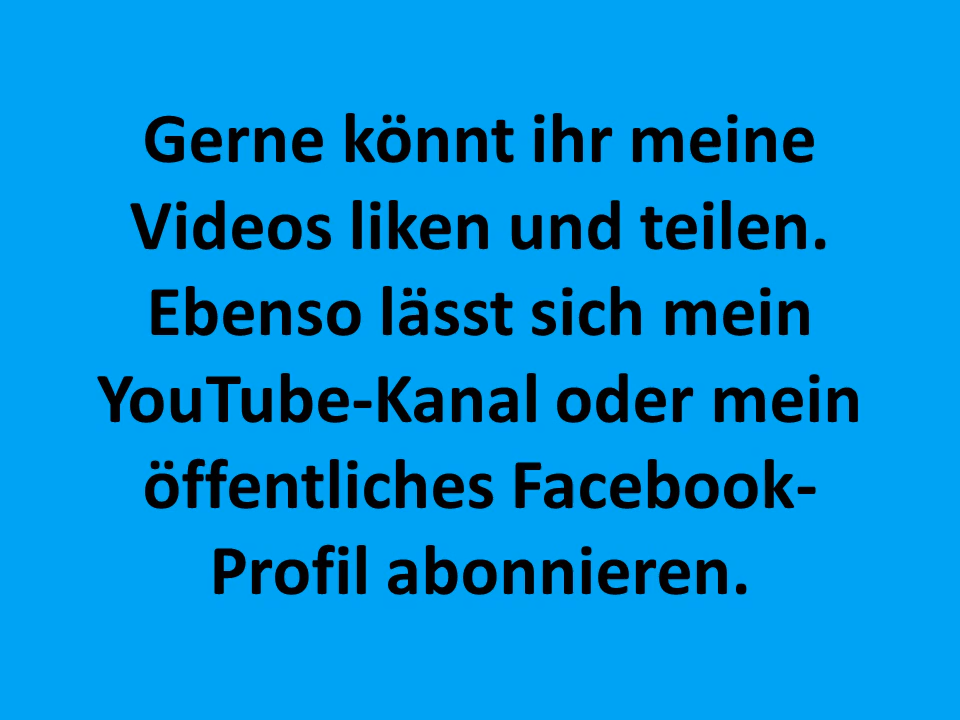 Gerne könnt ihr meine
Videos liken und teilen.
Ebenso lässt sich mein
YouTube-Kanal oder mein
öffentliches Facebook-
Profil abonnieren.